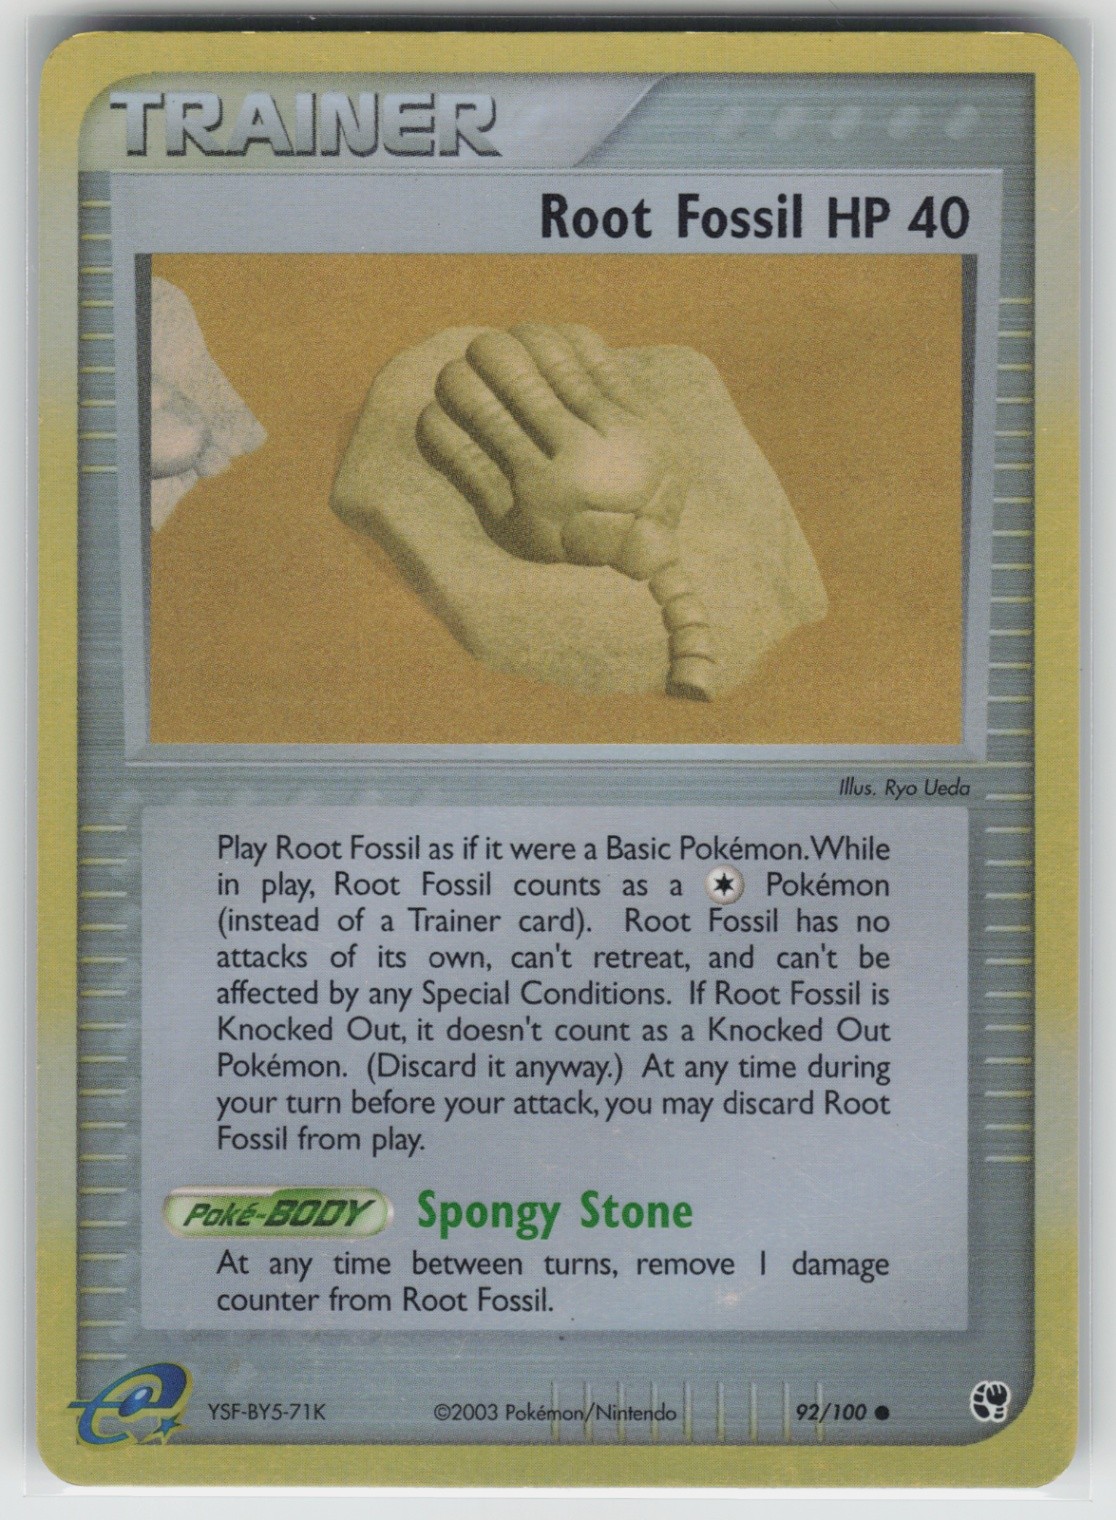 TRAINER
Root Fossil HP 40
Illus. Ryo Ueda
Play Root Fossil as if it were a Basic Pokémon. While
in play, Root Fossil counts as a Pokémon
(instead of a Trainer card). Root Fossil has no
attacks of its own, can't retreat, and can't be
affected by any Special Conditions. If Root Fossil is
Knocked Out, it doesn't count as a Knocked Out
Pokémon. (Discard it anyway.) At any time during
your turn before your attack, you may discard Root
Fossil from play.
Poké-BODY Spongy Stone
At any time between turns, remove 1 damage
counter from Root Fossil.
e YSF-BY5-71K ©2003 Pokémon/Nintendo 92/100 ●